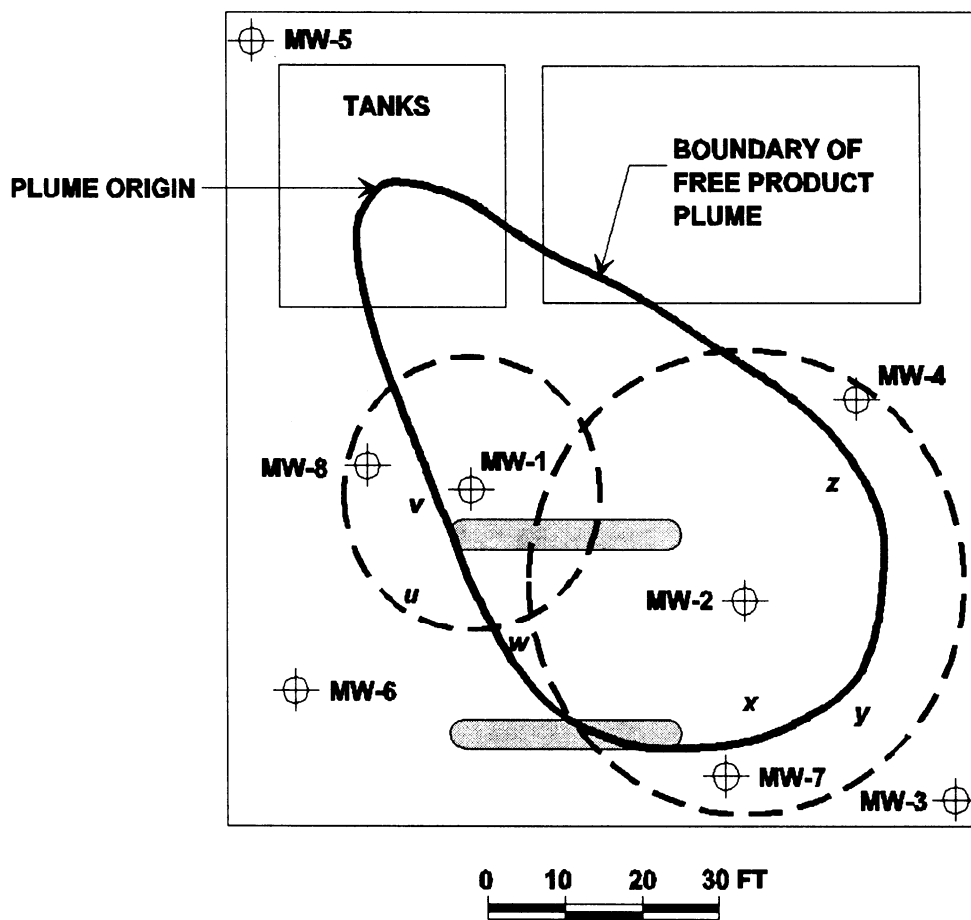 MW-5
TANKS
PLUME ORIGIN
BOUNDARY OF
FREE PRODUCT
PLUME
MW-4
MW-8
MW-1
v
z
u
MW-2
w
MW-6
x
y
MW-7
MW-3
0 10 20 30 FT